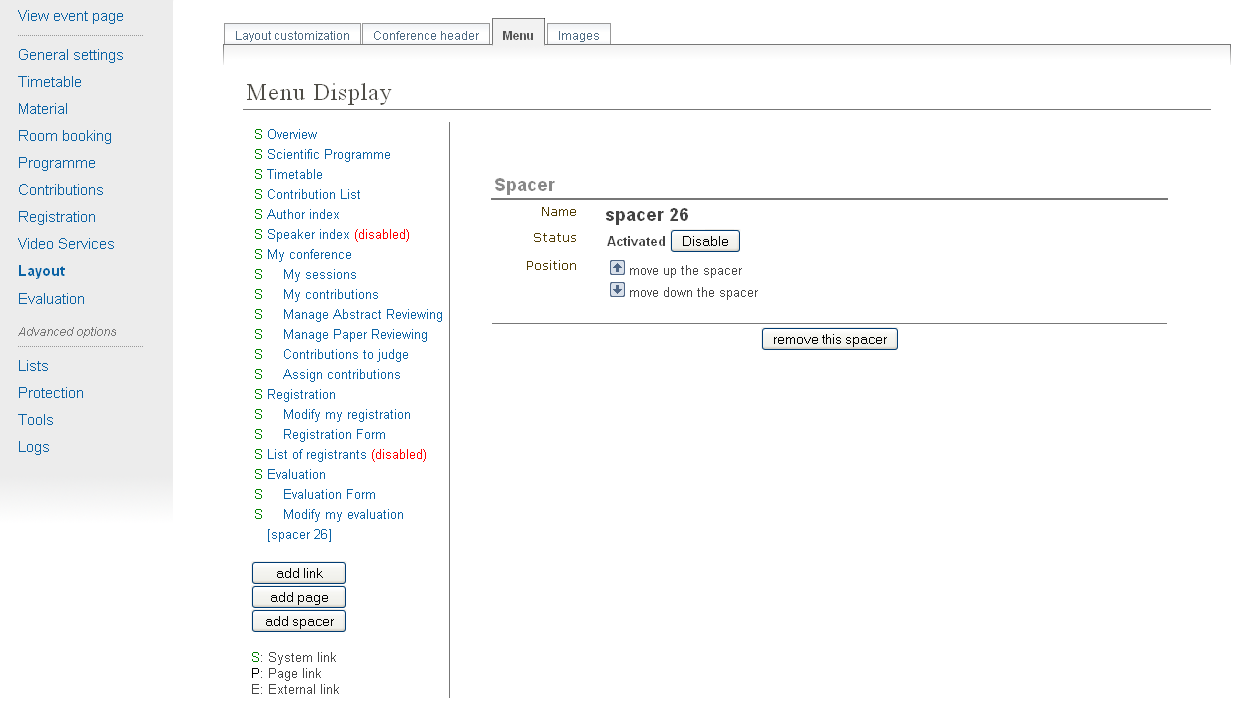 View event page
General settings
Timetable
Material
Room booking
Programme
Contributions
Registration
Video Services
Layout
Evaluation
Advanced options
Lists
Protection
Tools
Logs
Layout customization
Conference header
Menu
Images
Menu Display
S Overview
S Scientific Programme
S Timetable
S Contribution List
S Author index
S Speaker index (disabled)
S My conference
S My sessions
S My contributions
S Manage Abstract Reviewing
S Manage Paper Reviewing
S Contributions to judge
S Assign contributions
S Registration
S Modify my registration
S Registration Form
S List of registrants (disabled)
S Evaluation
S Evaluation Form
S Modify my evaluation
[spacer 26]
add link
add page
add spacer
S: System link
P: Page link
E: External link
Spacer
Name spacer 26
Status Activated Disable
Position move up the spacer
move down the spacer
remove this spacer